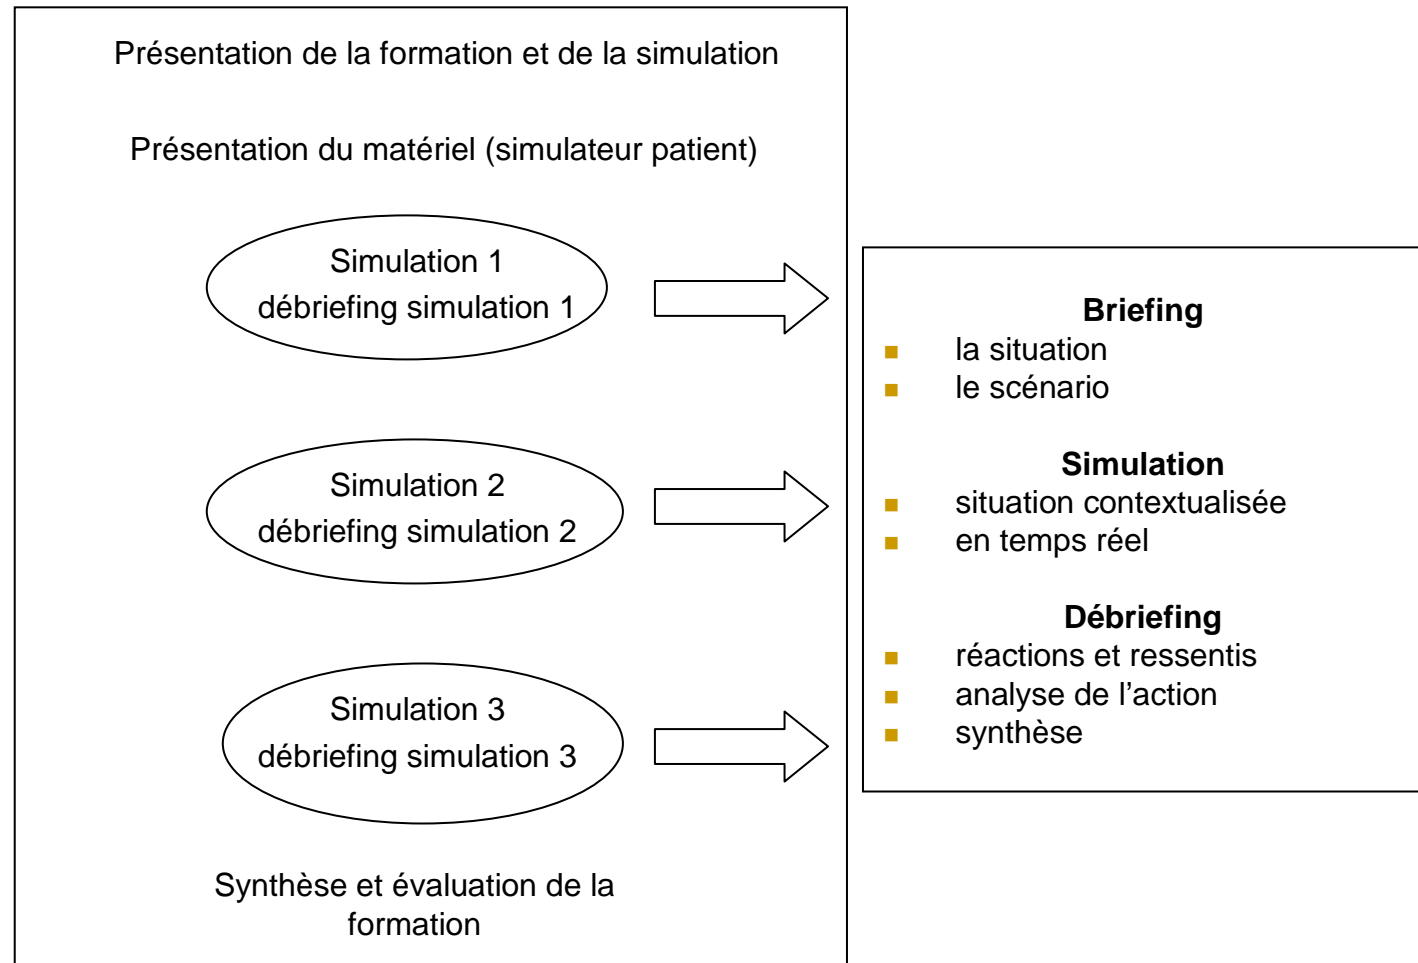 Présentation de la formation et de la simulation
Présentation du matériel (simulateur patient)
Simulation 1
débriefing simulation 1
Simulation 2
débriefing simulation 2
Simulation 3
débriefing simulation 3
Synthèse et évaluation de la
formation
Briefing
la situation
le scénario
Simulation
situation contextualisée
en temps réel
Débriefing
réactions et ressentis
analyse de l’action
synthèse